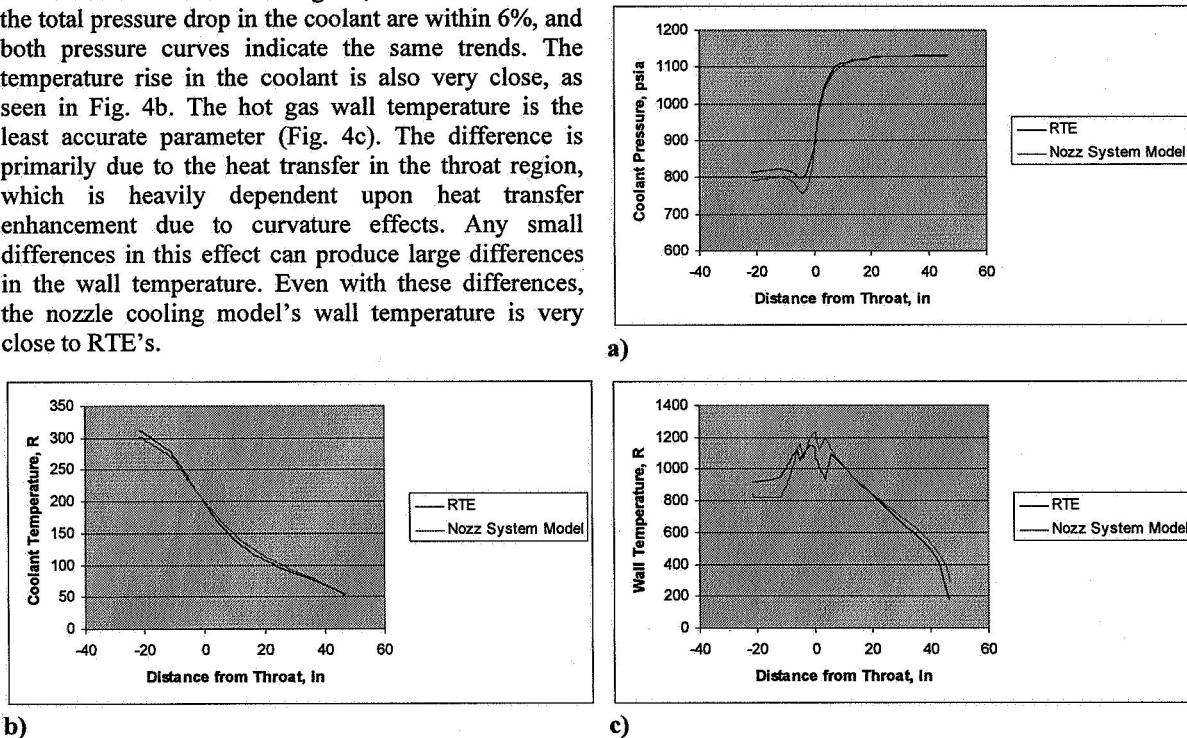 the total pressure drop in the coolant are within 6%, and
both pressure curves indicate the same trends. The
temperature rise in the coolant is also very close, as
seen in Fig. 4b. The hot gas wall temperature is the
least accurate parameter (Fig. 4c). The difference is
primarily due to the heat transfer in the throat region,
which is heavily dependent upon heat transfer
enhancement due to curvature effects. Any small
differences in this effect can produce large differences
in the wall temperature. Even with these differences,
the nozzle cooling model's wall temperature is very
close to RTE's.
Coolant Pressure, psia
1200
1100
1000
900
800
700
600
-40 -20 0 20 40 60
Distance from Throat, in
RTE
Nozz System Model
a)
Coolant Temperature, R
350
300
250
200
150
100
50
0
-40 -20 0 20 40 60
Distance from Throat, in
RTE
Nozz System Model
b)
Wall Temperature, R
1400
1200
1000
800
600
400
200
0
-40 -20 0 20 40 60
Distance from Throat, in
RTE
Nozz System Model
c)